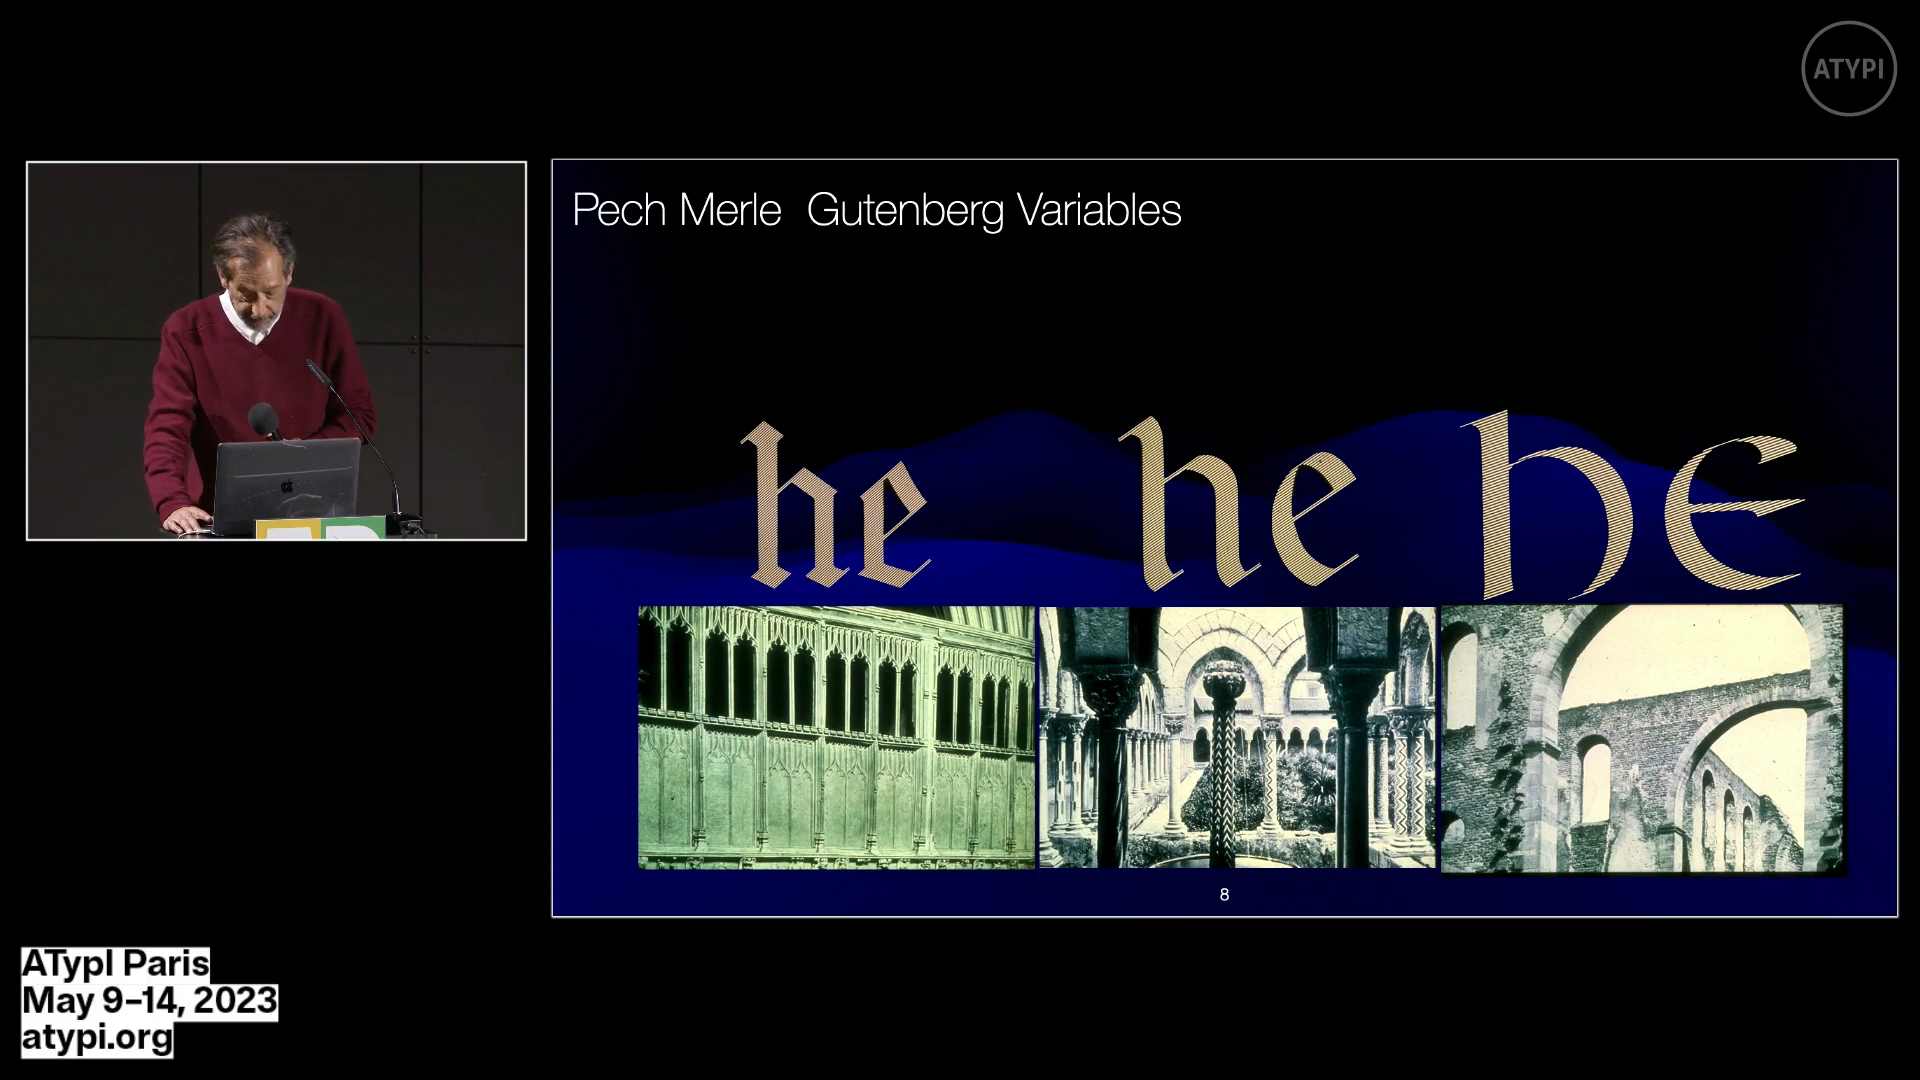 ATYPI
Pech Merle  Gutenberg Variables
he he he
8
ATypI Paris
May 9–14, 2023
atypi.org